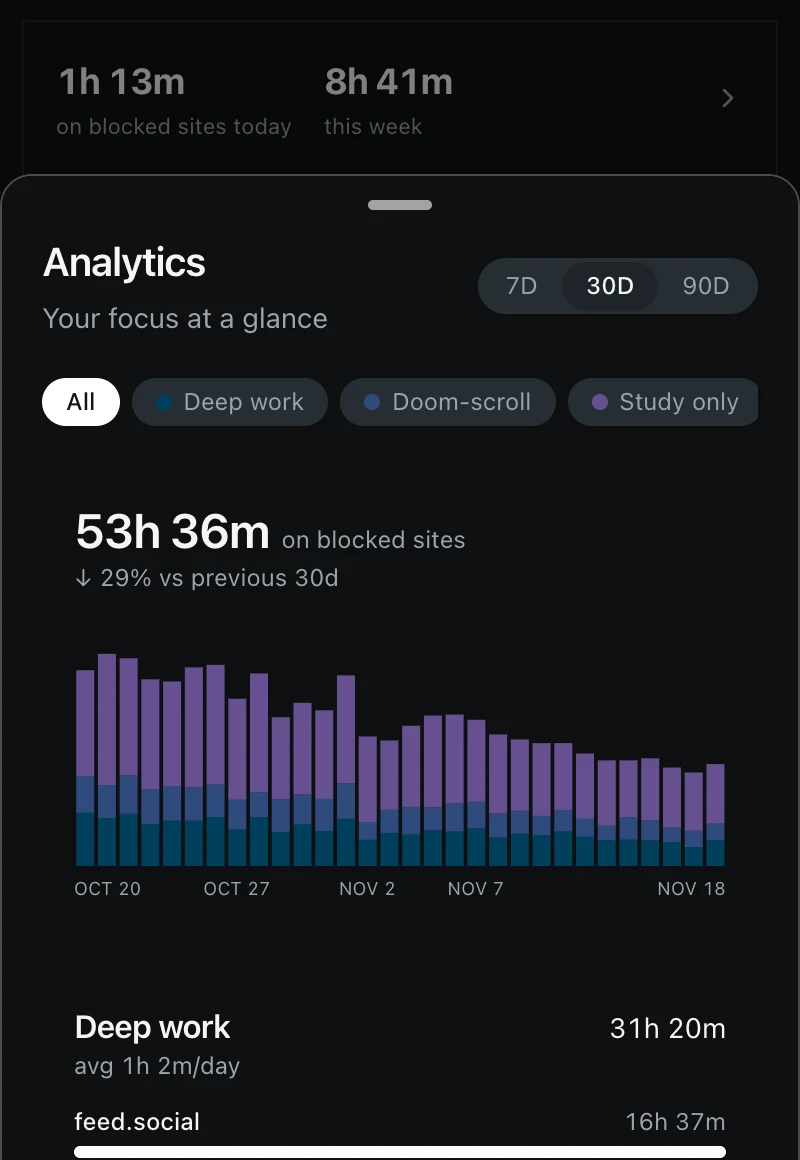 1h 13m 8h 41m
on blocked sites today this week
Analytics
Your focus at a glance
7D 30D 90D
All Deep work Doom-scroll Study only
53h 36m on blocked sites
↓ 29% vs previous 30d
OCT 20 OCT 27 NOV 2 NOV 7 NOV 18
Deep work 31h 20m
avg 1h 2m/day
feed.social 16h 37m